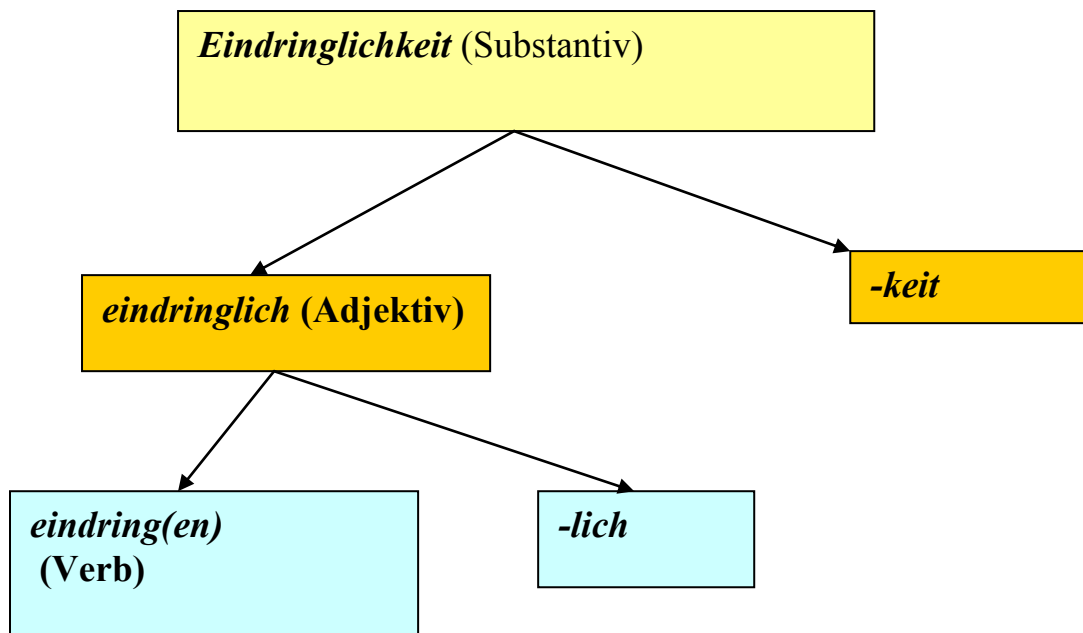 Eindringlichkeit (Substantiv)
-keit
eindringlich (Adjektiv)
eindring(en)
(Verb)
-lich